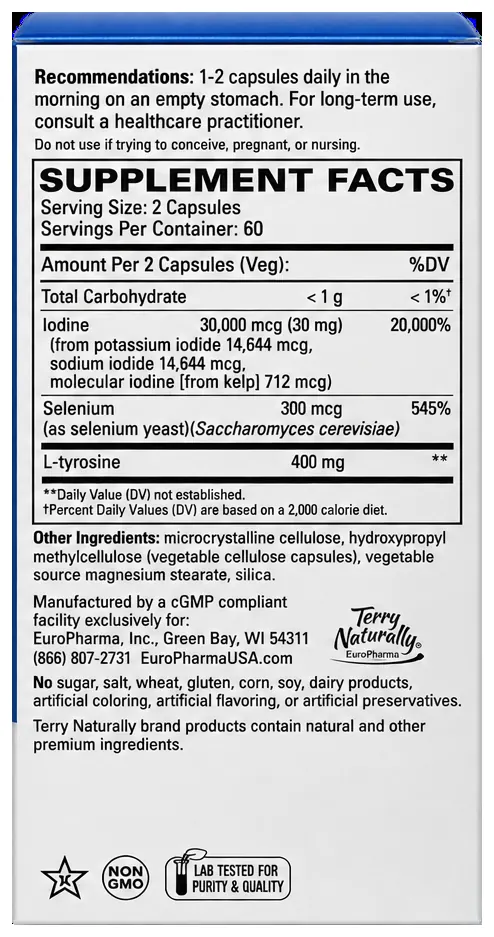 Recommendations: 1-2 capsules daily in the
morning on an empty stomach. For long-term use,
consult a healthcare practitioner.
Do not use if trying to conceive, pregnant, or nursing.
SUPPLEMENT FACTS
Serving Size: 2 Capsules
Servings Per Container: 60
Amount Per 2 Capsules (Veg): %DV
Total Carbohydrate < 1 g < 1%†
Iodine 30,000 mcg (30 mg) 20,000%
(from potassium iodide 14,644 mcg,
sodium iodide 14,644 mcg,
molecular iodine [from kelp] 712 mcg)
Selenium 300 mcg 545%
(as selenium yeast)(Saccharomyces cerevisiae)
L-tyrosine 400 mg **
**Daily Value (DV) not established.
†Percent Daily Values (DV) are based on a 2,000 calorie diet.
Other Ingredients: microcrystalline cellulose, hydroxypropyl
methylcellulose (vegetable cellulose capsules), vegetable
source magnesium stearate, silica.
Manufactured by a cGMP compliant
facility exclusively for:
EuroPharma, Inc., Green Bay, WI 54311
(866) 807-2731 EuroPharmaUSA.com
Terry
Naturally®
EuroPharma
No sugar, salt, wheat, gluten, corn, soy, dairy products,
artificial coloring, artificial flavoring, or artificial preservatives.
Terry Naturally brand products contain natural and other
premium ingredients.
K
NON
GMO
LAB TESTED FOR
PURITY & QUALITY